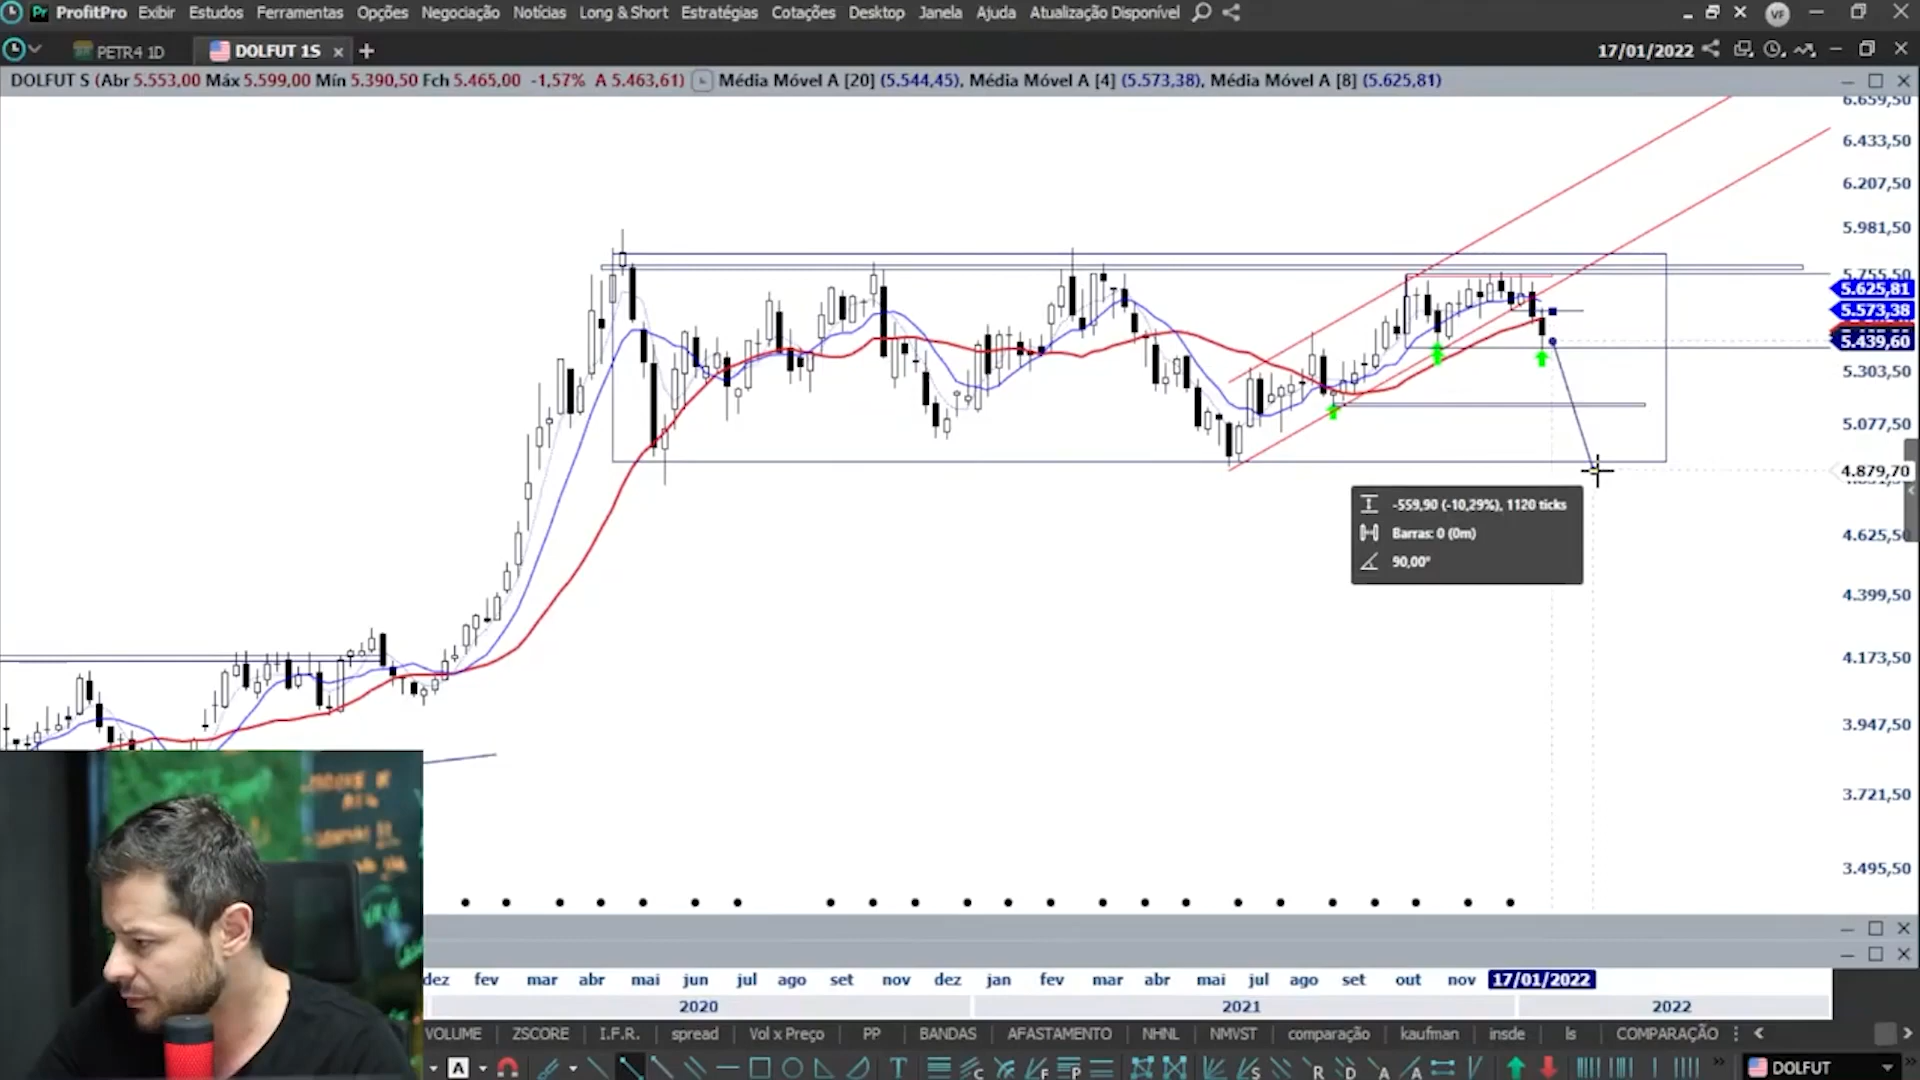 ProfitPro Exibir Estudos Ferramentas Opções Negociação Notícias Long & Short Estratégias Cotações Desktop Janela Ajuda Atualização Disponível VF
PETR4 1D DOLFUT 1S 17/01/2022
DOLFUT S (Abr 5.553,00 Máx 5.599,00 Mín 5.390,50 Fch 5.465,00 -1,57% A 5.463,61) Média Móvel A [20] (5.544,45), Média Móvel A [4] (5.573,38), Média Móvel A [8] (5.625,81)
6.659,50
6.433,50
6.207,50
5.981,50
5.755,50
5.625,81
5.573,38
5.439,60
5.303,50
5.077,50
4.879,70
-559,90 (-10,29%), 1120 ticks
Barras: 0 (0m)
90,00°
4.625,50
4.399,50
4.173,50
3.947,50
3.721,50
3.495,50
dez fev mar abr mai jun jul ago set nov dez jan fev mar abr mai jul ago set out nov 17/01/2022
2020 2021 2022
VOLUME ZSCORE I.F.R. spread Vol x Preço PP BANDAS AFASTAMENTO NHNL NMVST comparação kaufman insde ls COMPARAÇÃO
DOLFUT